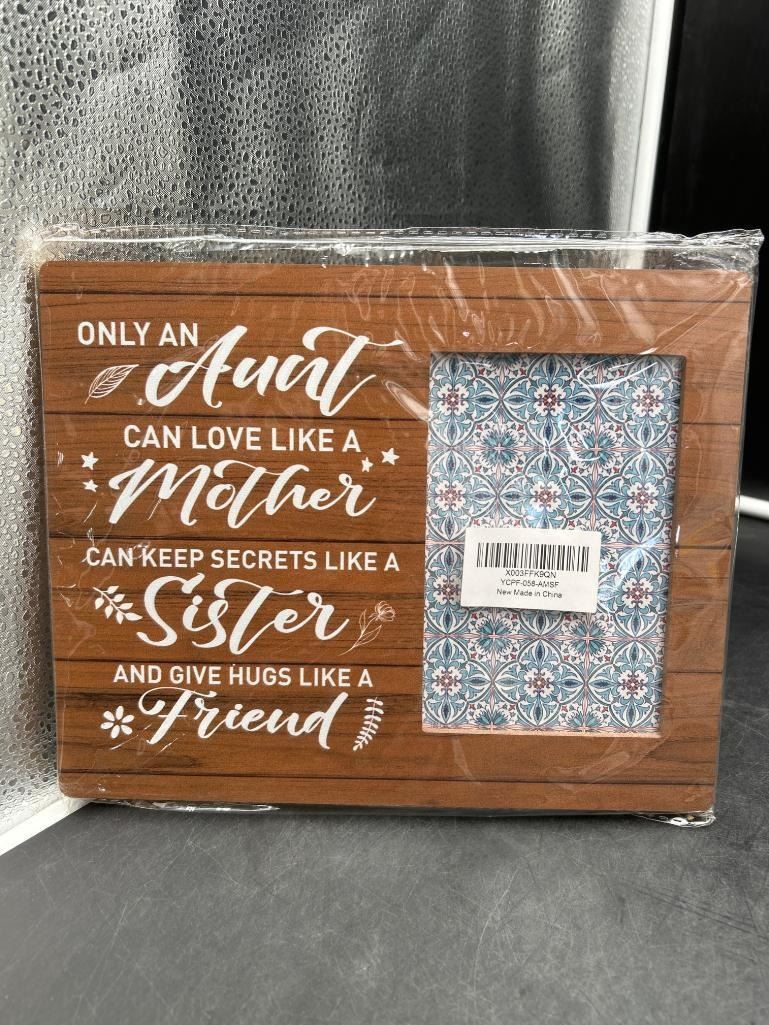 ONLY AN
Aunt
CAN LOVE LIKE A
Mother
CAN KEEP SECRETS LIKE A
Sister
AND GIVE HUGS LIKE A
Friend
X003FFK9QN
YCPF-058-AMSF
New Made in China